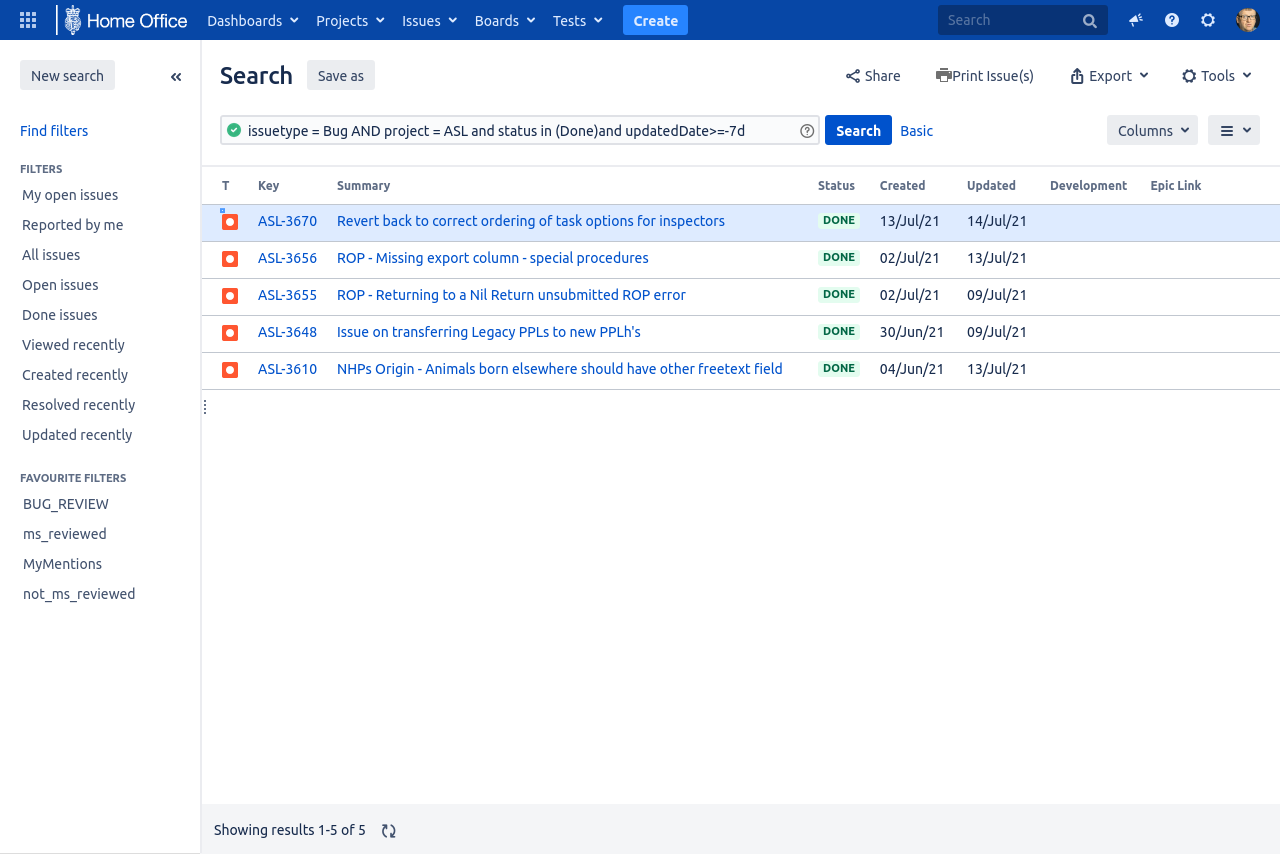 Home Office Dashboards Projects Issues Boards Tests Create Search
New search
Find filters
FILTERS
My open issues
Reported by me
All issues
Open issues
Done issues
Viewed recently
Created recently
Resolved recently
Updated recently
FAVOURITE FILTERS
BUG_REVIEW
ms_reviewed
MyMentions
not_ms_reviewed
Search Save as Share Print Issue(s) Export Tools
issuetype = Bug AND project = ASL and status in (Done)and updatedDate>=-7d Search Basic Columns
T Key Summary Status Created Updated Development Epic Link
ASL-3670 Revert back to correct ordering of task options for inspectors DONE 13/Jul/21 14/Jul/21
ASL-3656 ROP - Missing export column - special procedures DONE 02/Jul/21 13/Jul/21
ASL-3655 ROP - Returning to a Nil Return unsubmitted ROP error DONE 02/Jul/21 09/Jul/21
ASL-3648 Issue on transferring Legacy PPLs to new PPLh's DONE 30/Jun/21 09/Jul/21
ASL-3610 NHPs Origin - Animals born elsewhere should have other freetext field DONE 04/Jun/21 13/Jul/21
Showing results 1-5 of 5